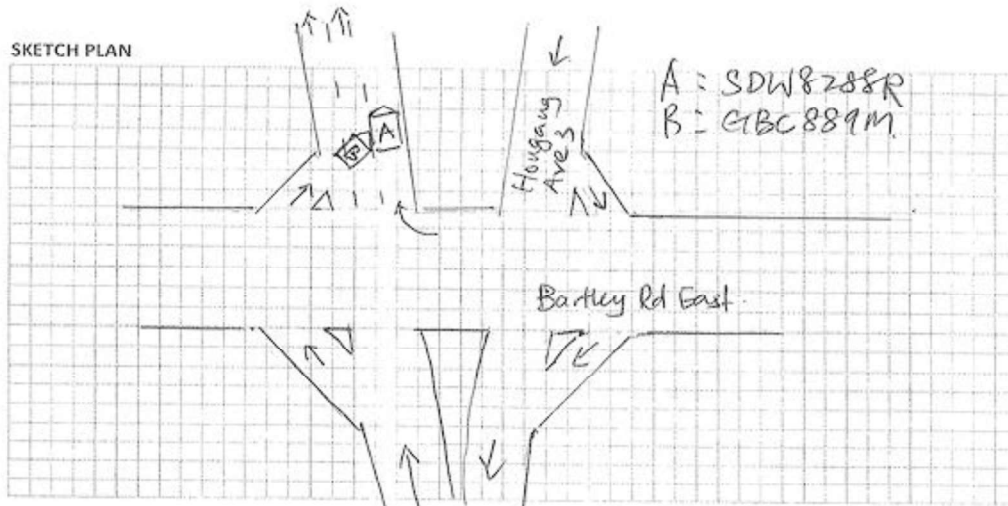 SKETCH PLAN
A : SDW8288R
B : GBC889M
A
B
Hougang
Ave 3
Bartley Rd East